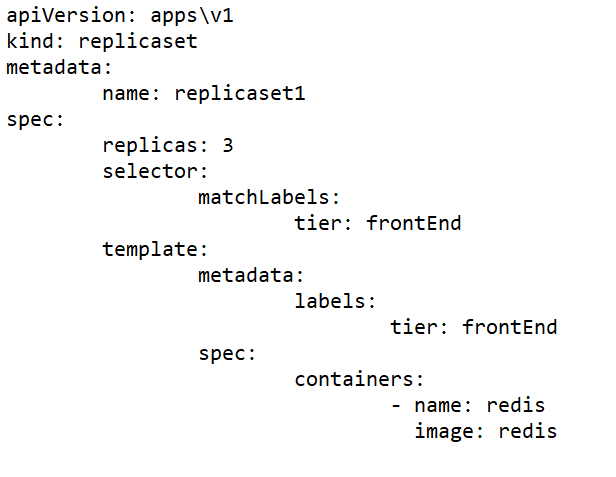 apiVersion: apps\v1
kind: replicaset
metadata:
        name: replicaset1
spec:
        replicas: 3
        selector:
                matchLabels:
                        tier: frontEnd
        template:
                metadata:
                        labels:
                                tier: frontEnd
                spec:
                        containers:
                                - name: redis
                                  image: redis